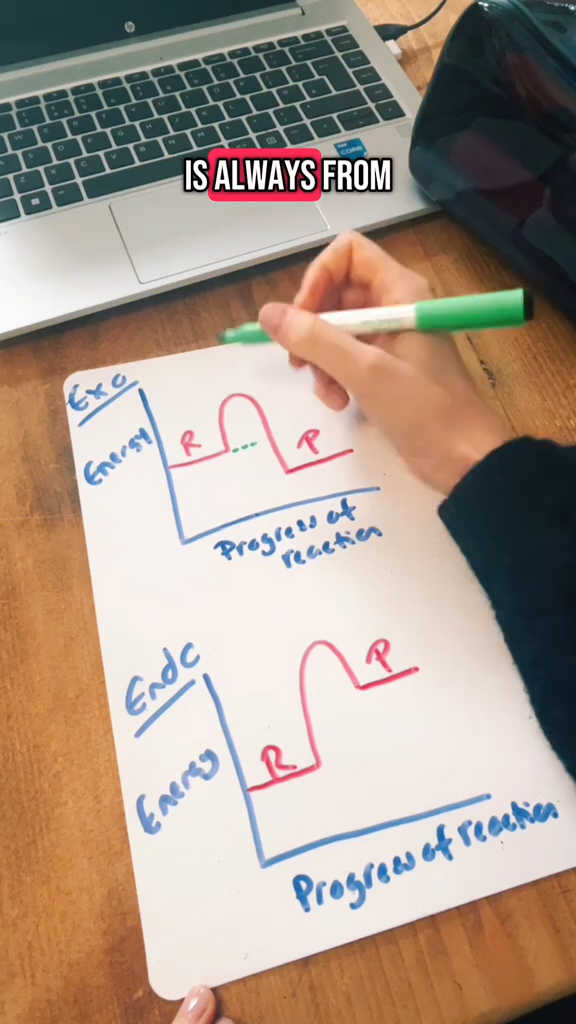 IS ALWAYS FROM
Exo
Energy
R
P
Progress of
reaction
Endo
Energy
R
P
Progress of reaction